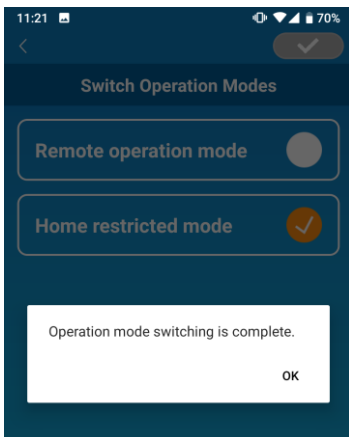 11:21 70%
Switch Operation Modes
Remote operation mode
Home restricted mode
Operation mode switching is complete.
OK